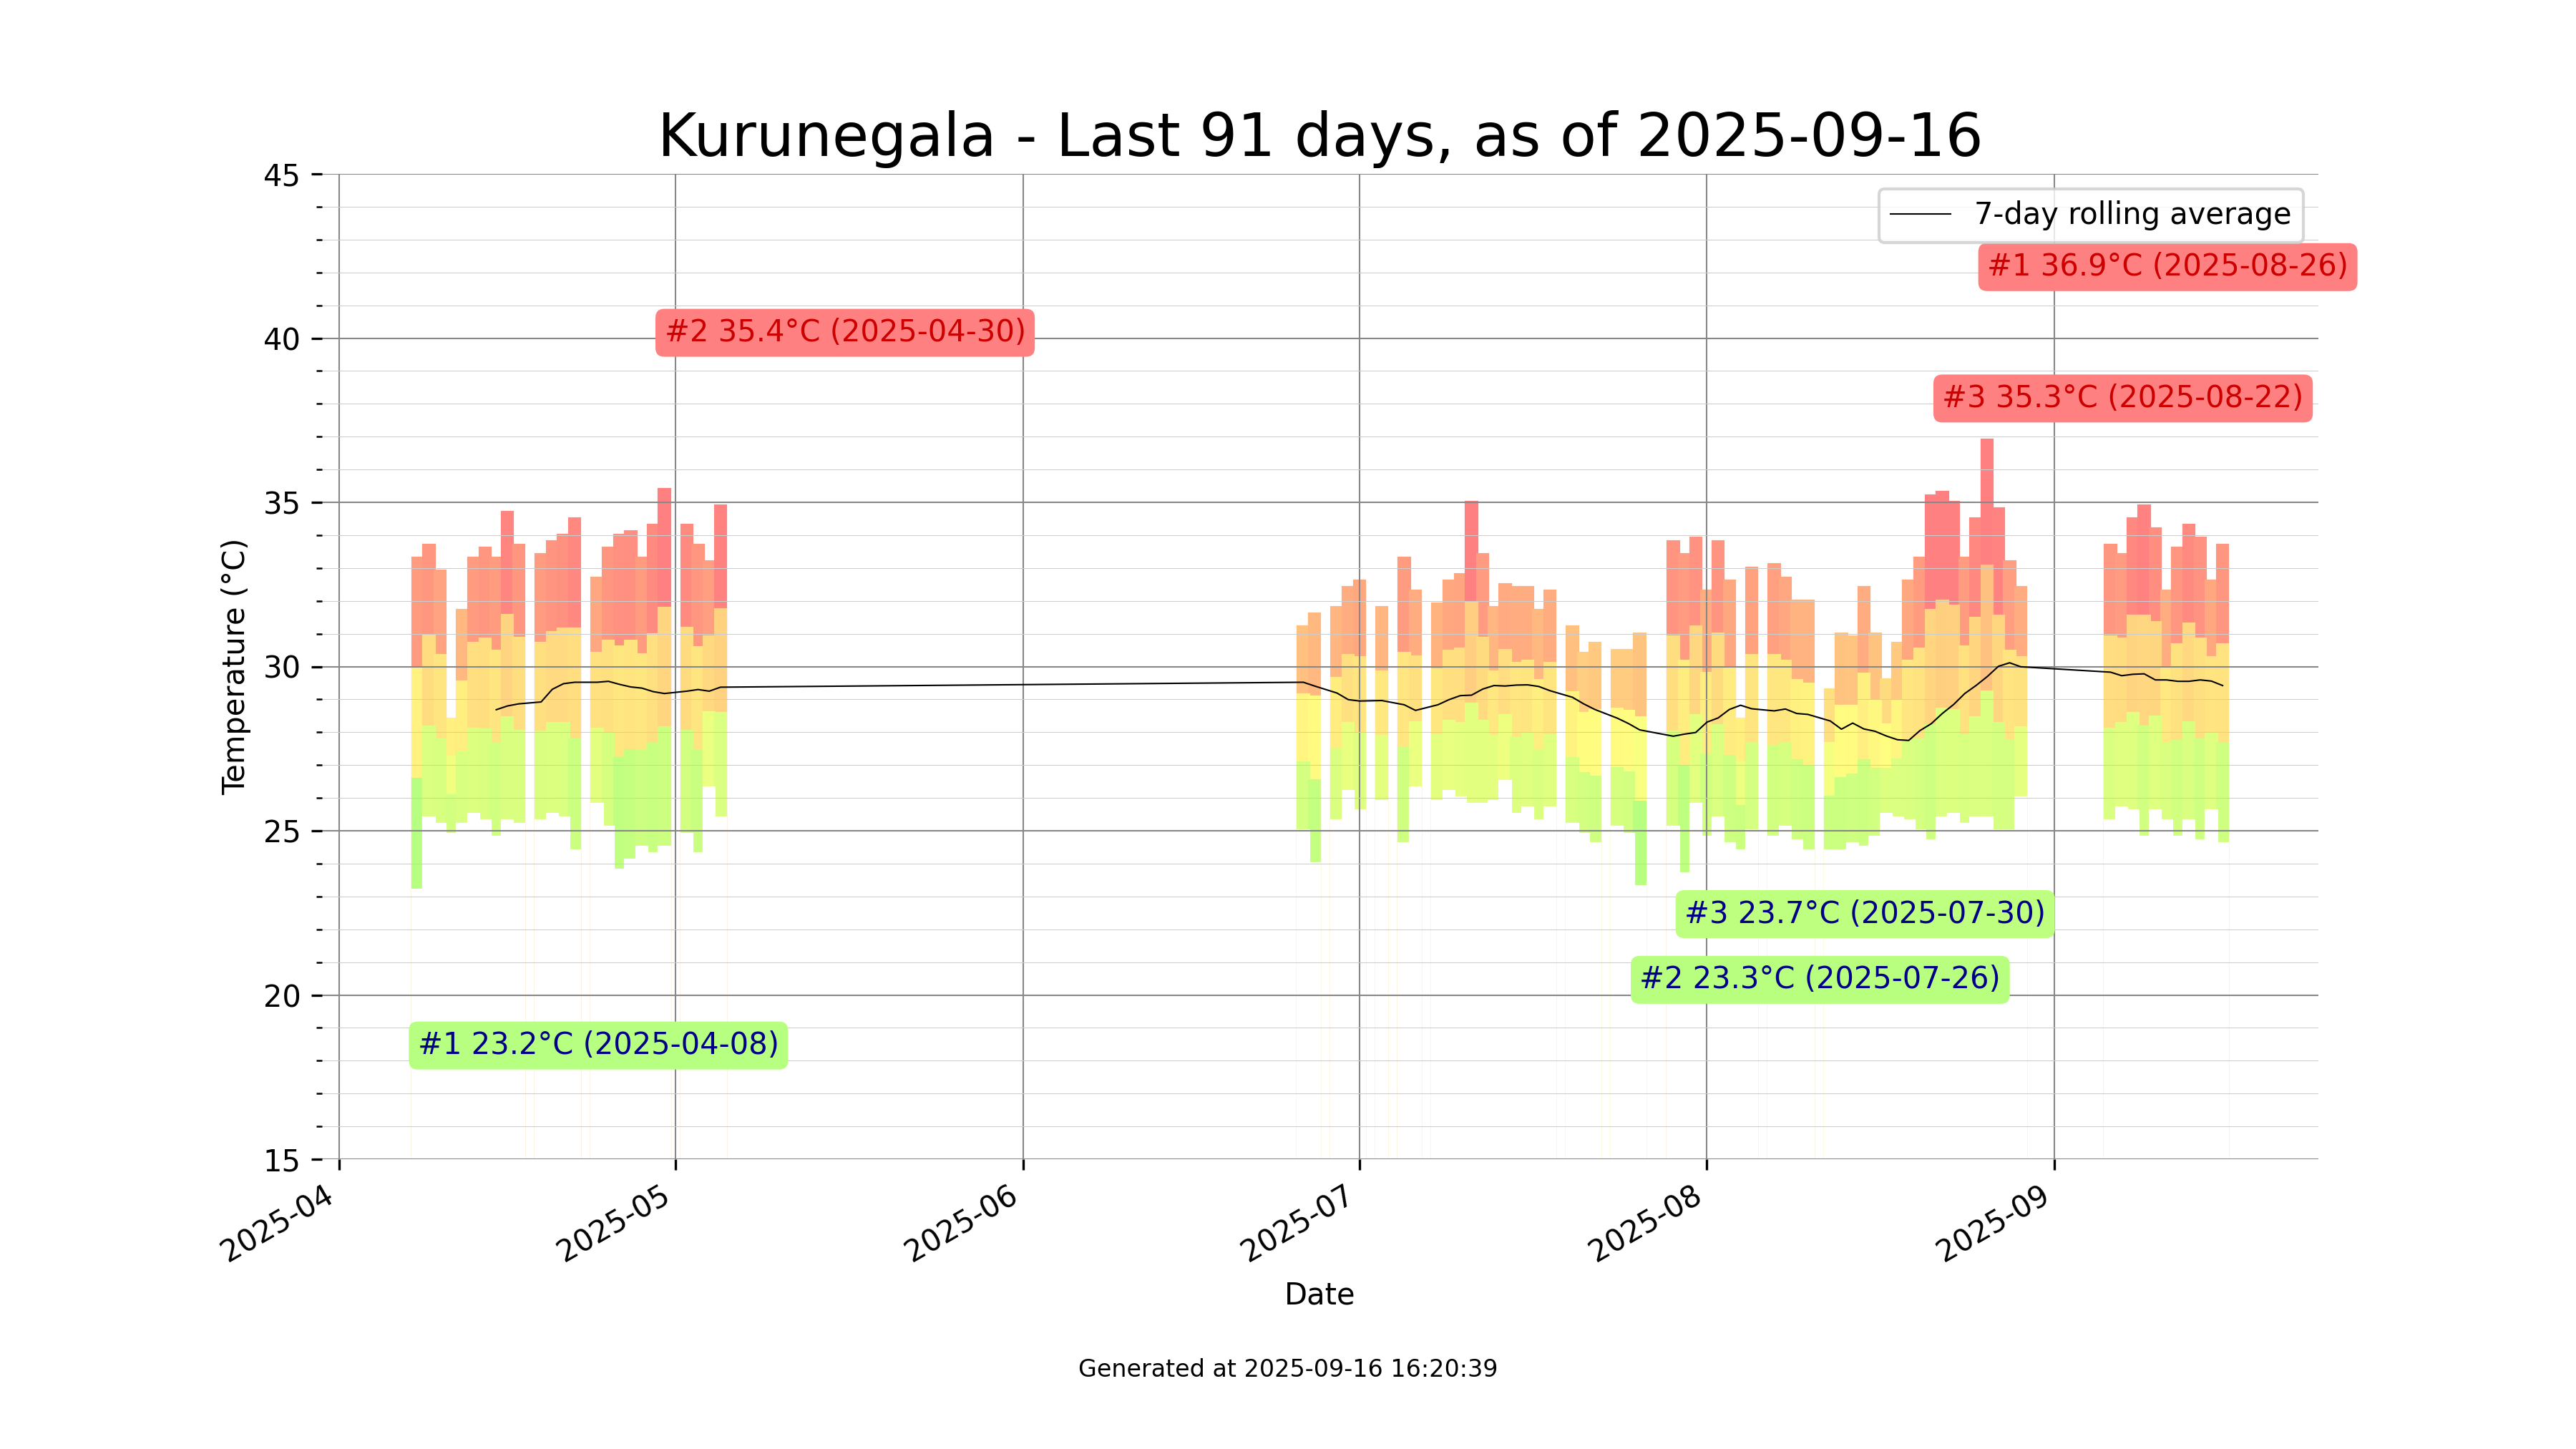 Kurunegala - Last 91 days, as of 2025-09-16
45
7-day rolling average
#1 36.9°C (2025-08-26)
#2 35.4°C (2025-04-30)
40
#3 35.3°C (2025-08-22)
35
Temperature (°C)
30
25
#3 23.7°C (2025-07-30)
#2 23.3°C (2025-07-26)
20
#1 23.2°C (2025-04-08)
15
2025-04
2025-05
2025-06
2025-07
2025-08
2025-09
Date
Generated at 2025-09-16 16:20:39